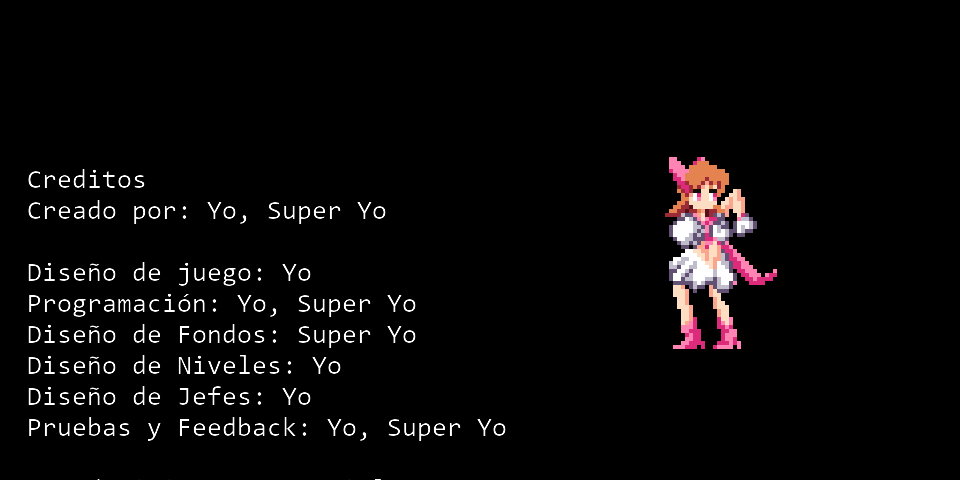 Creditos
Creado por: Yo, Super Yo
Diseño de juego: Yo
Programación: Yo, Super Yo
Diseño de Fondos: Super Yo
Diseño de Niveles: Yo
Diseño de Jefes: Yo
Pruebas y Feedback: Yo, Super Yo